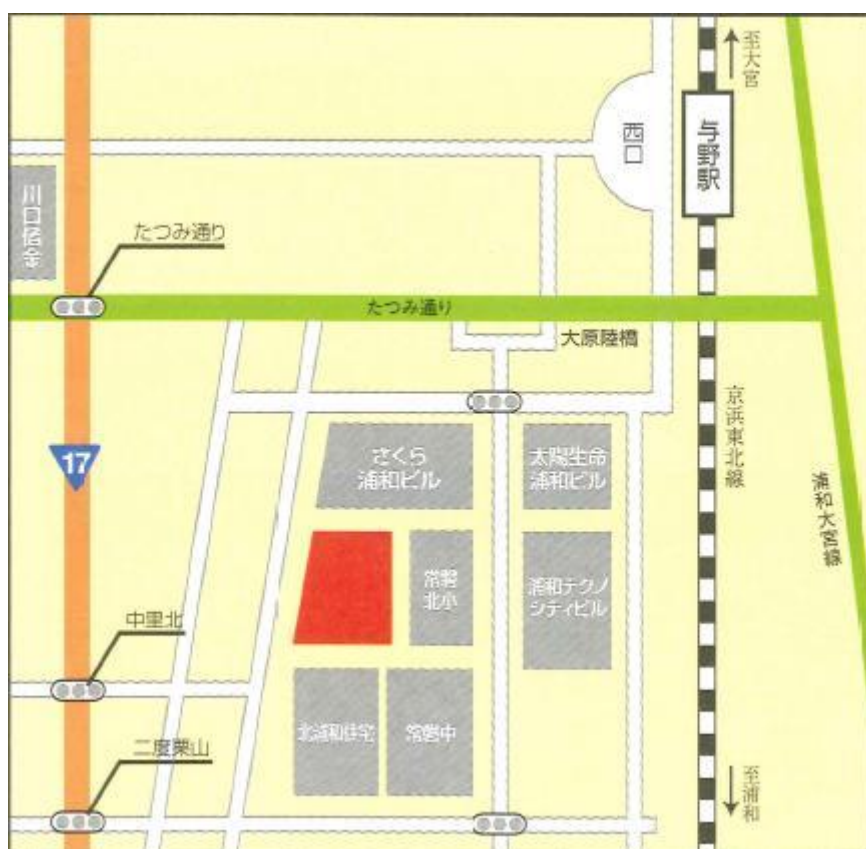 至大宮
与野駅
西口
川口信金
たつみ通り
たつみ通り
大原陸橋
京浜東北線
浦和大宮線
17
さくら
浦和ビル
太陽生命
浦和ビル
常磐
北小
浦和テクノ
シティビル
中里北
北浦和住宅
常磐中
二度栗山
至浦和